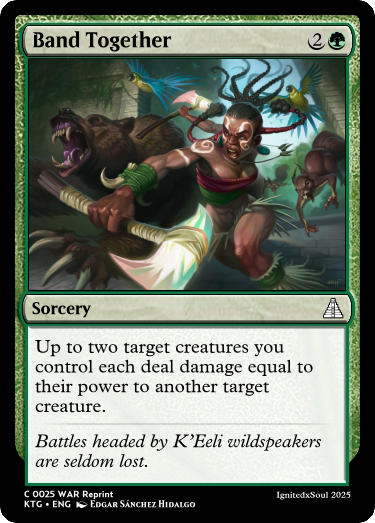 Band Together 2
Sorcery
Up to two target creatures you
control each deal damage equal to
their power to another target
creature.
Battles headed by K'Eeli wildspeakers
are seldom lost.
C 0025 WAR Reprint
IgnitedxSoul 2025
KTG • ENG Edgar Sánchez Hidalgo